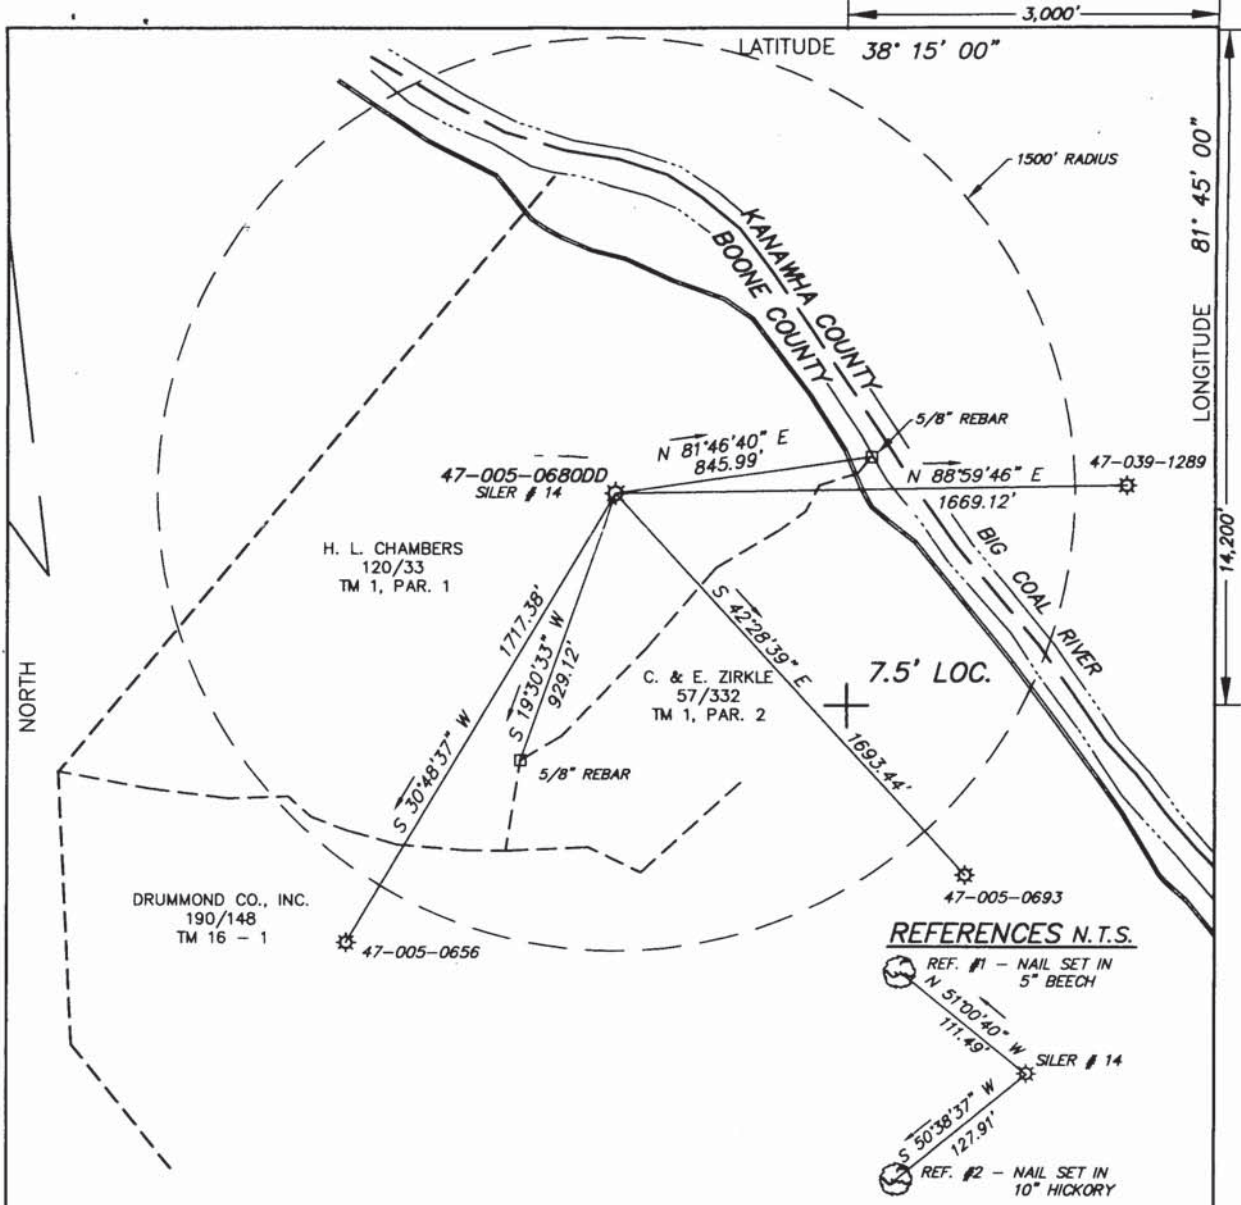 3,000'
LATITUDE 38° 15' 00"
1500' RADIUS
LONGITUDE 81° 45' 00"
KANAWHA COUNTY
BOONE COUNTY
5/8" REBAR
N 81°46'40" E
845.99'
47-005-0680DD
SILER # 14
N 88°59'46" E
1669.12'
47-039-1289
14,200'
H. L. CHAMBERS
120/33
TM 1, PAR. 1
BIG COAL RIVER
1717.38'
S 30°48'37" W
S 19°30'33" W
929.12'
S 42°28'39" E
1693.44'
C. & E. ZIRKLE
57/332
TM 1, PAR. 2
7.5' LOC.
NORTH
5/8" REBAR
DRUMMOND CO., INC.
190/148
TM 16 - 1
47-005-0656
47-005-0693
REFERENCES N.T.S.
REF. #1 - NAIL SET IN
5" BEECH
N 51°00'40" W
111.49'
SILER # 14
S 50°38'37" W
127.91'
REF. #2 - NAIL SET IN
10" HICKORY